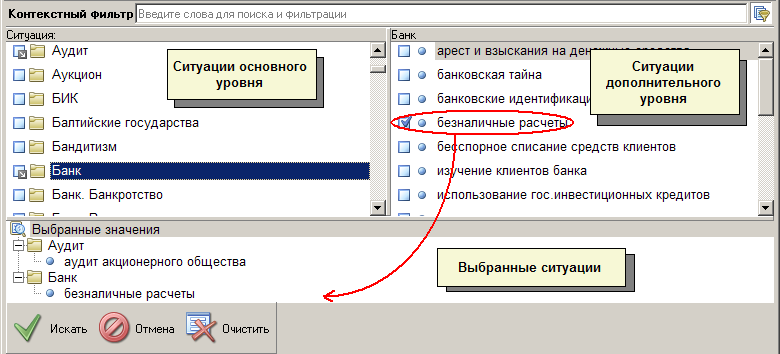 Контекстный фильтр Введите слова для поиска и фильтрации
Ситуация:
Аудит
Аукцион
БИК
Балтийские государства
Бандитизм
Банк
Банк. Банкротство
Ситуации основного
уровня
Банк
арест и взыскания на денежные средства
банковская тайна
банковские идентификаци
безналичные расчеты
бесспорное списание средств клиентов
изучение клиентов банка
использование гос.инвестиционных кредитов
Ситуации
дополнительного
уровня
Выбранные значения
Аудит
аудит акционерного общества
Банк
безналичные расчеты
Выбранные ситуации
Искать Отмена Очистить